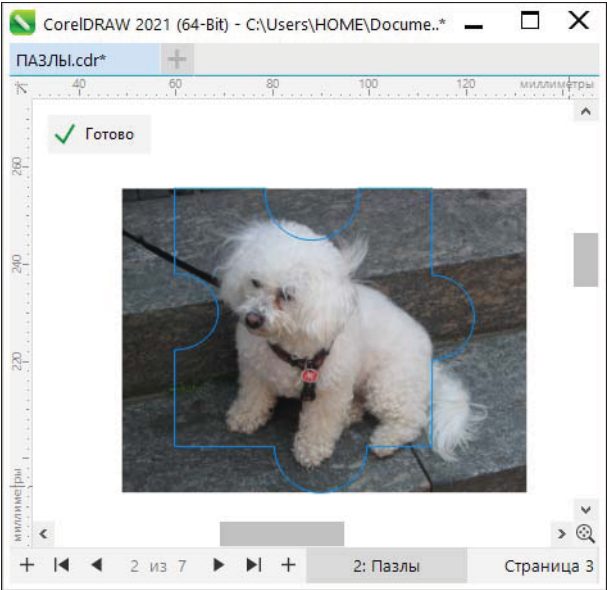 CorelDRAW 2021 (64-Bit) - C:\Users\HOME\Docume..*
ПАЗЛЫ.cdr*
40 60 80 100 120 миллиметры
Готово
260
240
220
миллиметры
2 из 7
2: Пазлы
Страница 3